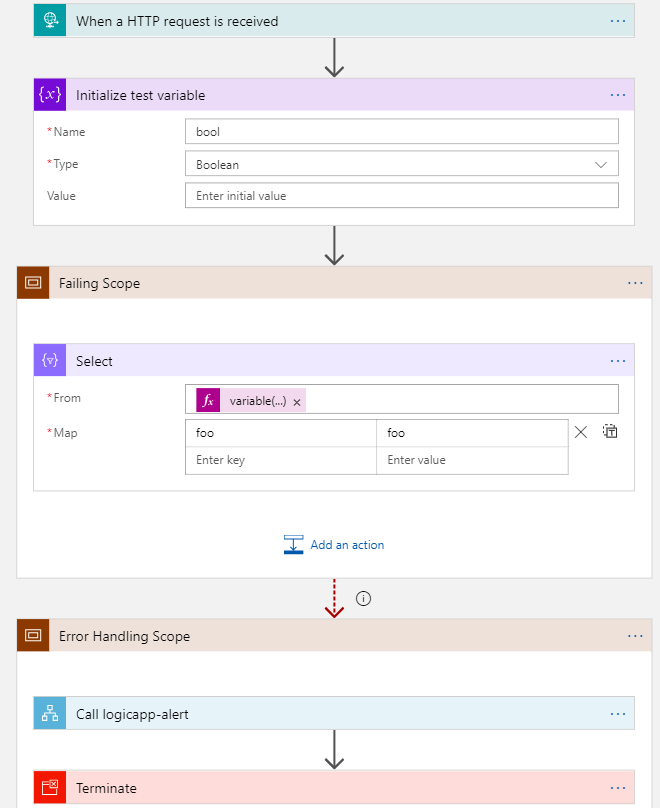 When a HTTP request is received ...
{x} Initialize test variable ...
* Name bool
* Type Boolean
Value Enter initial value
Failing Scope ...
Select ...
* From fx variable(...) ×
* Map foo foo
Enter key Enter value
Add an action
Error Handling Scope ...
Call logicapp-alert ...
Terminate ...